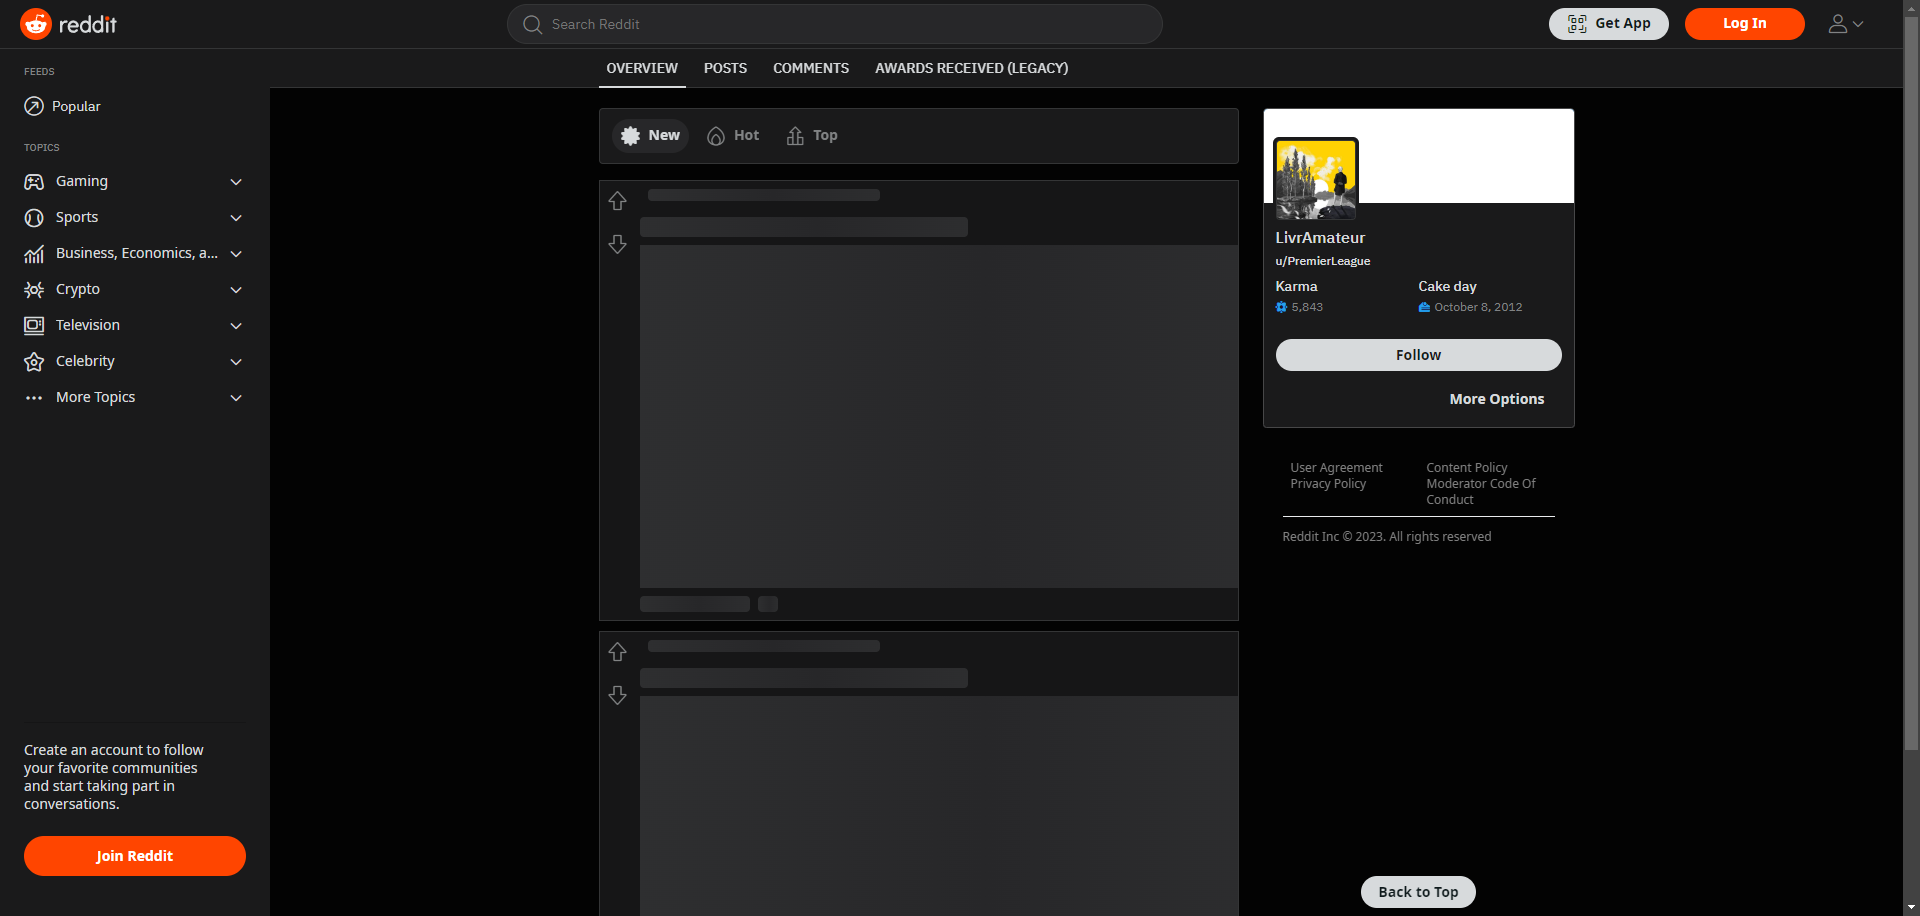 reddit
Search Reddit
Get App
Log In
FEEDS
Popular
TOPICS
Gaming
Sports
Business, Economics, a...
Crypto
Television
Celebrity
More Topics
Create an account to follow
your favorite communities
and start taking part in
conversations.
Join Reddit
OVERVIEW
POSTS
COMMENTS
AWARDS RECEIVED (LEGACY)
New
Hot
Top
LivrAmateur
u/PremierLeague
Karma
Cake day
5,843
October 8, 2012
Follow
More Options
User Agreement
Privacy Policy
Content Policy
Moderator Code Of
Conduct
Reddit Inc © 2023. All rights reserved
Back to Top